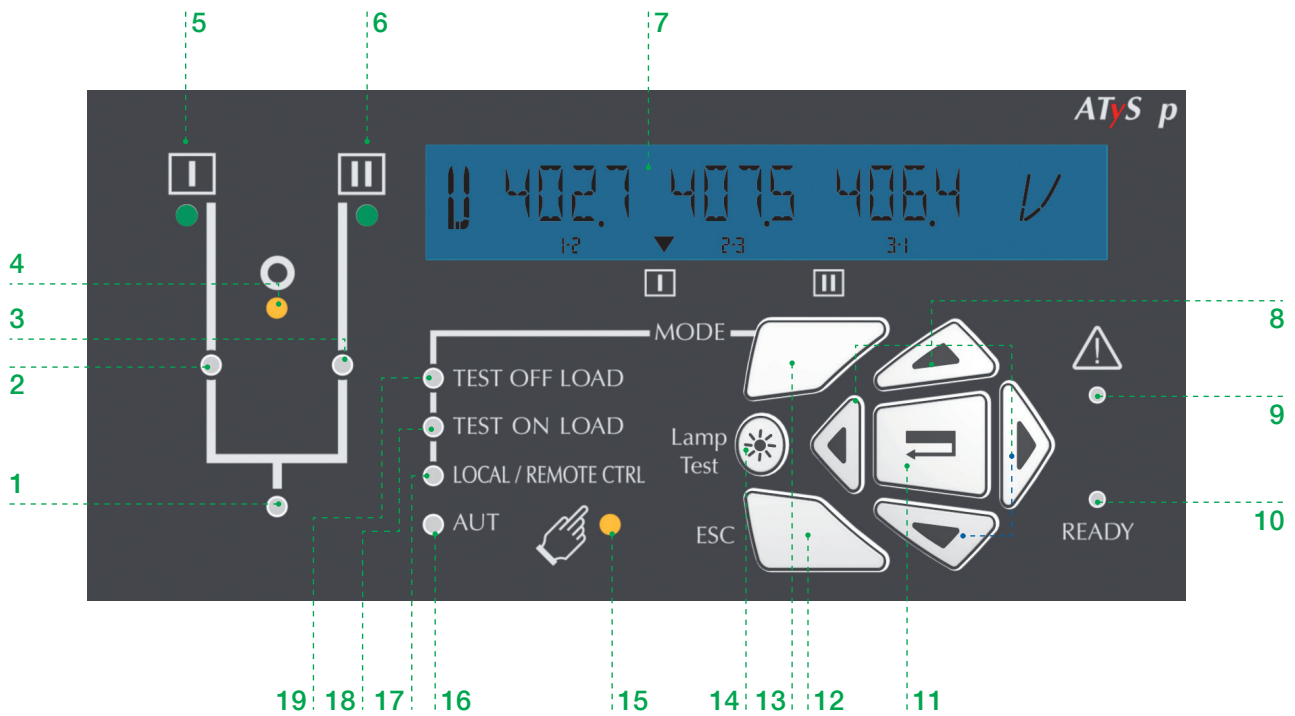 5 6 7
ATyS p
I II
U 402.7 407.5 406.4 V
1-2 2-3 3-1
I II
4
3
2
1
MODE
TEST OFF LOAD
TEST ON LOAD
LOCAL / REMOTE CTRL
AUT
Lamp
Test
ESC
READY
8
9
10
19 18 17 16 15 14 13 12 11